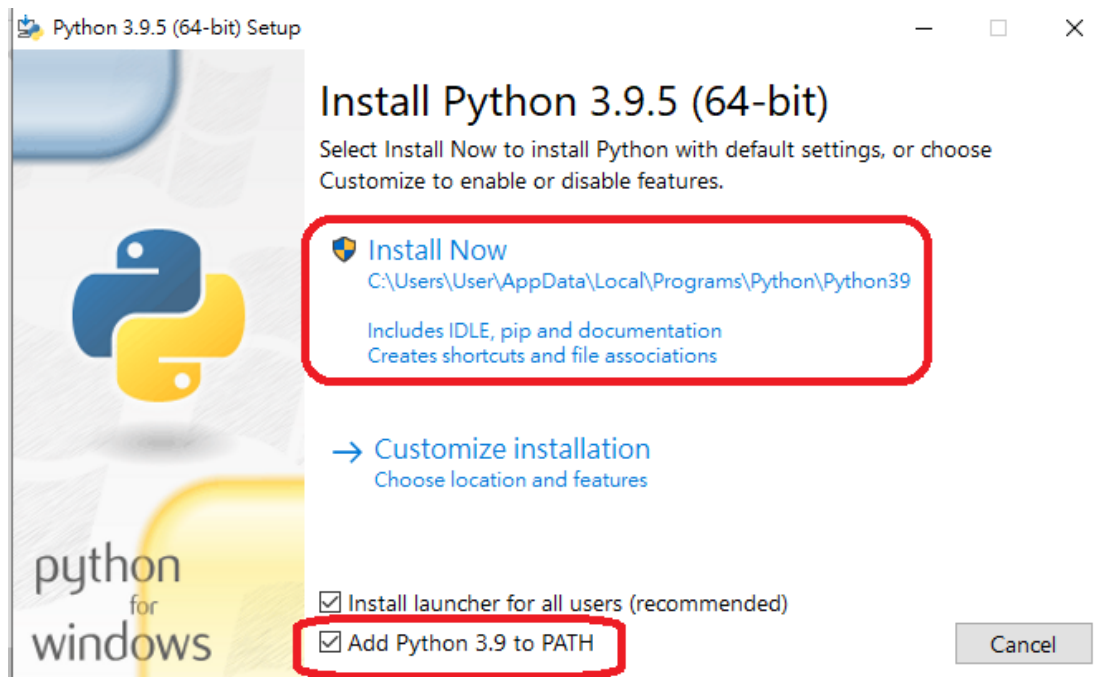 Python 3.9.5 (64-bit) Setup
Install Python 3.9.5 (64-bit)
Select Install Now to install Python with default settings, or choose
Customize to enable or disable features.
Install Now
C:\Users\User\AppData\Local\Programs\Python\Python39
Includes IDLE, pip and documentation
Creates shortcuts and file associations
Customize installation
Choose location and features
python
for
windows
Install launcher for all users (recommended)
Add Python 3.9 to PATH
Cancel